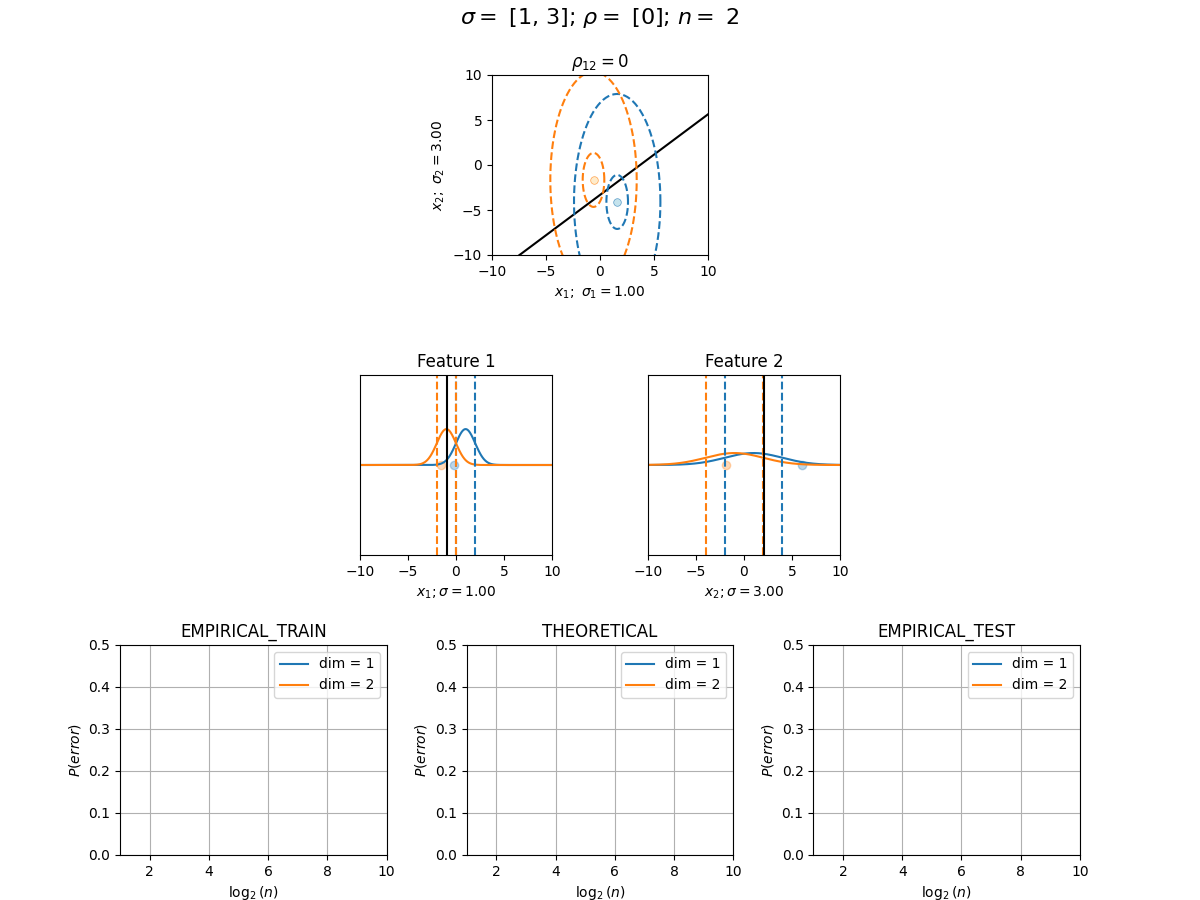 σ = [1, 3]; ρ = [0]; n = 2
ρ₁₂ = 0
10
5
0
−5
−10
x₂; σ₂ = 3.00
−10 −5 0 5 10
x₁; σ₁ = 1.00
Feature 1 Feature 2
−10 −5 0 5 10 −10 −5 0 5 10
x₁; σ = 1.00 x₂; σ = 3.00
EMPIRICAL_TRAIN THEORETICAL EMPIRICAL_TEST
0.5 0.5 0.5
dim = 1 dim = 1 dim = 1
dim = 2 dim = 2 dim = 2
0.4 0.4 0.4
0.3 0.3 0.3
P(error) P(error) P(error)
0.2 0.2 0.2
0.1 0.1 0.1
0.0 0.0 0.0
2 4 6 8 10 2 4 6 8 10 2 4 6 8 10
log₂(n) log₂(n) log₂(n)